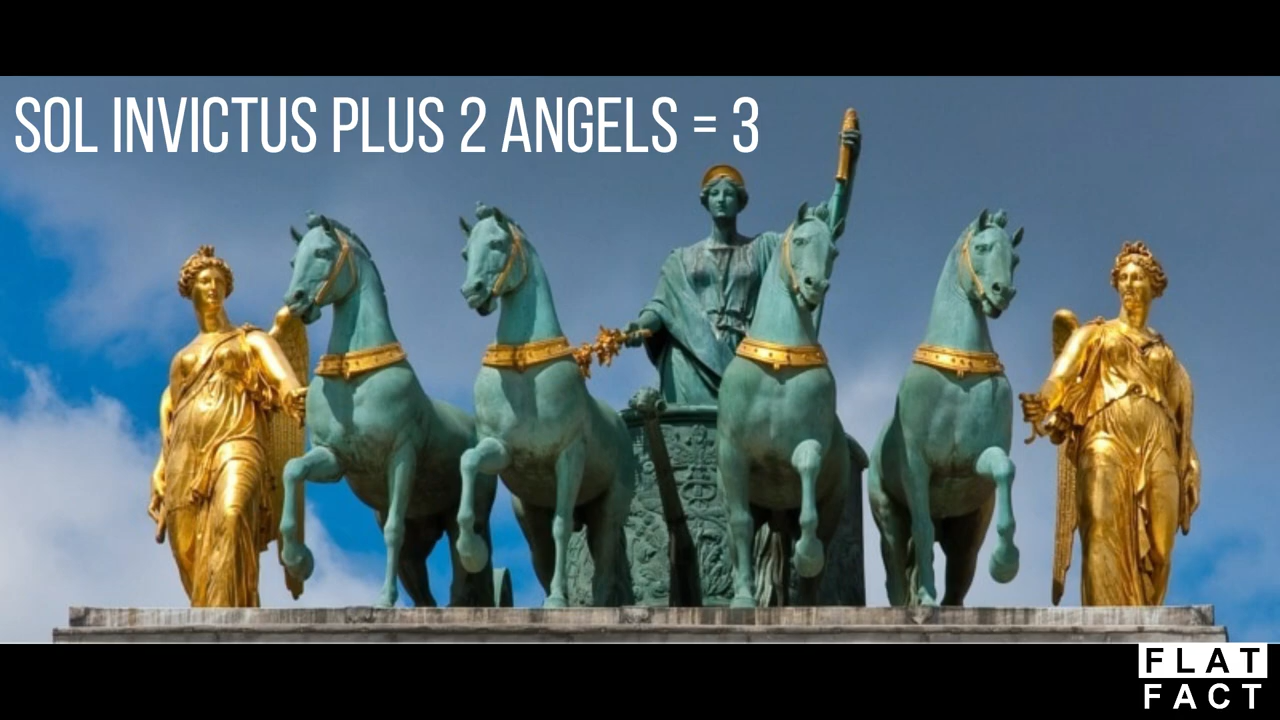 SOL INVICTUS PLUS 2 ANGELS = 3
FLAT
FACT